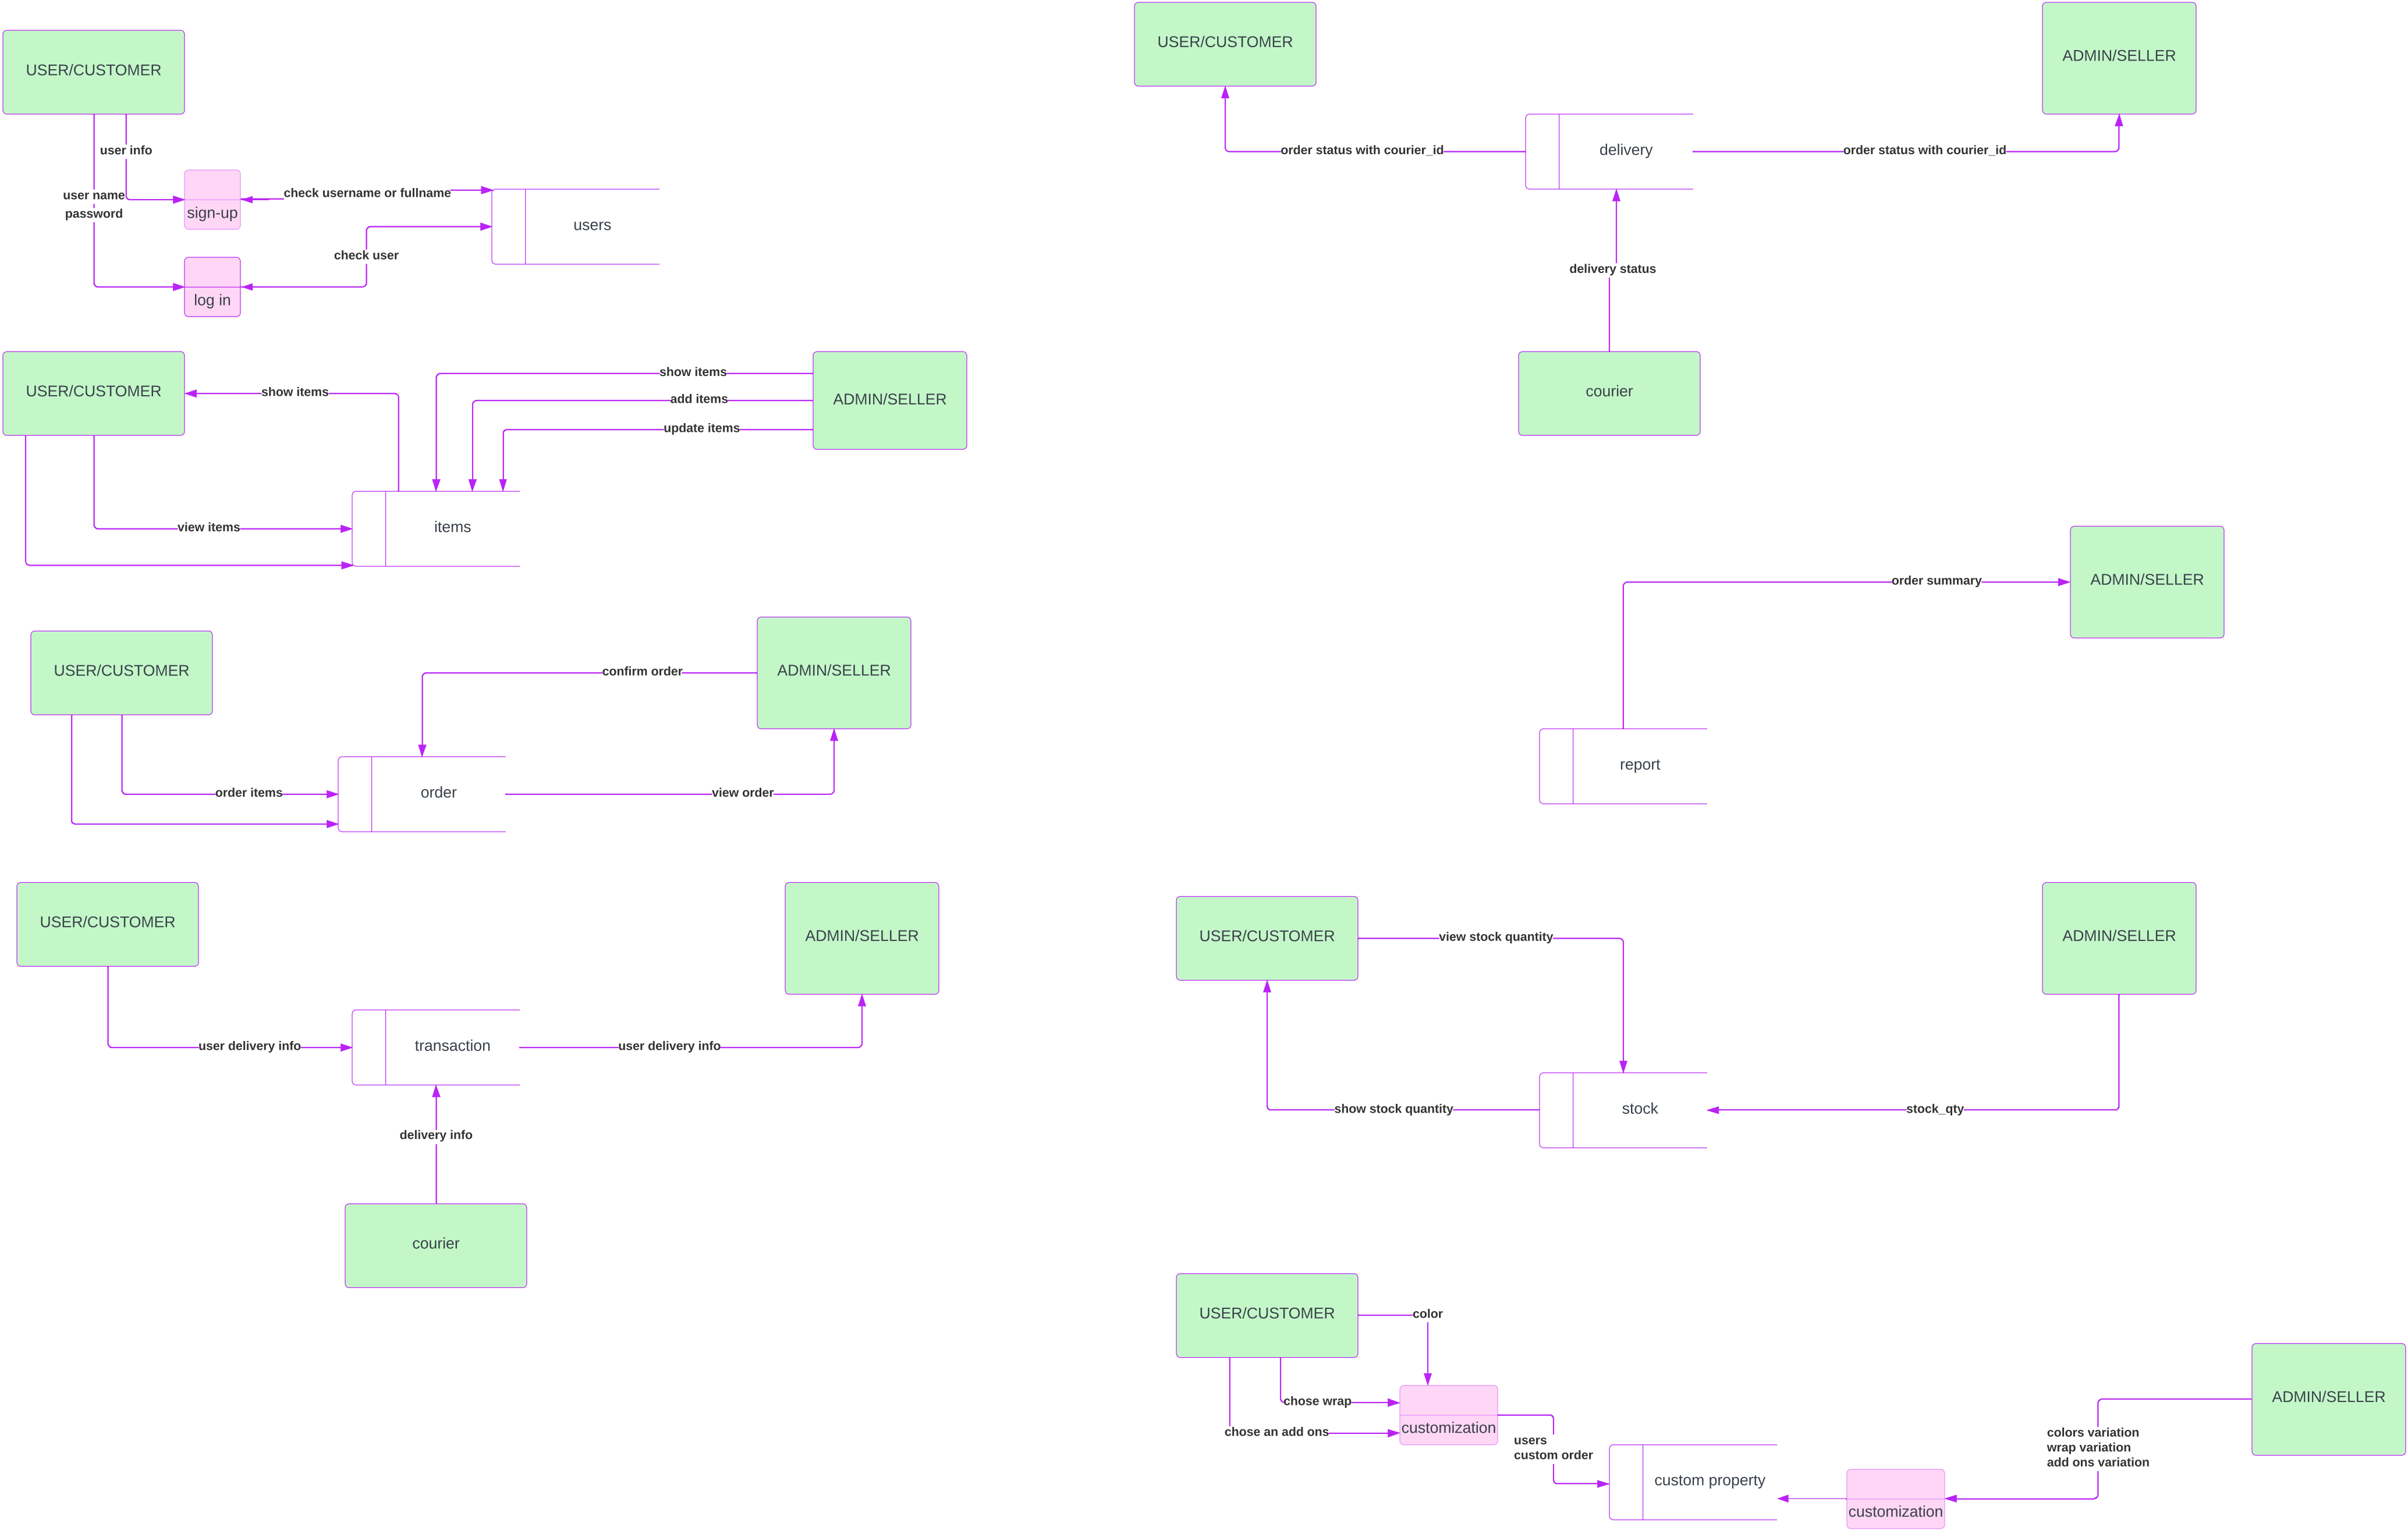 USER/CUSTOMER
user info
user name
password
sign-up
check username or fullname
users
check user
log in
USER/CUSTOMER
show items
show items
add items
update items
ADMIN/SELLER
view items
items
USER/CUSTOMER
confirm order
ADMIN/SELLER
order items
order
view order
USER/CUSTOMER
ADMIN/SELLER
user delivery info
transaction
user delivery info
delivery info
courier
USER/CUSTOMER
ADMIN/SELLER
order status with courier_id
delivery
order status with courier_id
delivery status
courier
order summary
ADMIN/SELLER
report
USER/CUSTOMER
view stock quantity
ADMIN/SELLER
show stock quantity
stock
stock_qty
USER/CUSTOMER
color
chose wrap
chose an add ons
customization
users
custom order
custom property
customization
colors variation
wrap variation
add ons variation
ADMIN/SELLER